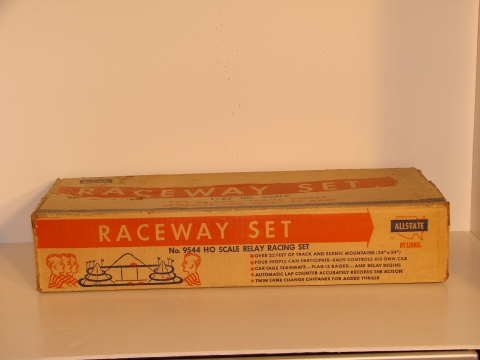 RACEWAY SET
RACEWAY SET
No. 9544 HO SCALE RELAY RACING SET
ALLSTATE
BY LIONEL
OVER 22 FEET OF TRACK AND SCENIC MOUNTAINS
FOUR PEOPLE CAN PARTICIPATE-EACH CONTROLS HIS OWN CAR
CAR TAGS TEAMMATE - FLAG IS RAISED - AND RELAY BEGINS
AUTOMATIC LAP COUNTER ACCURATELY RECORDS THE ACTION
TWIN LANE CHANGE CHICANES FOR ADDED THRILLS